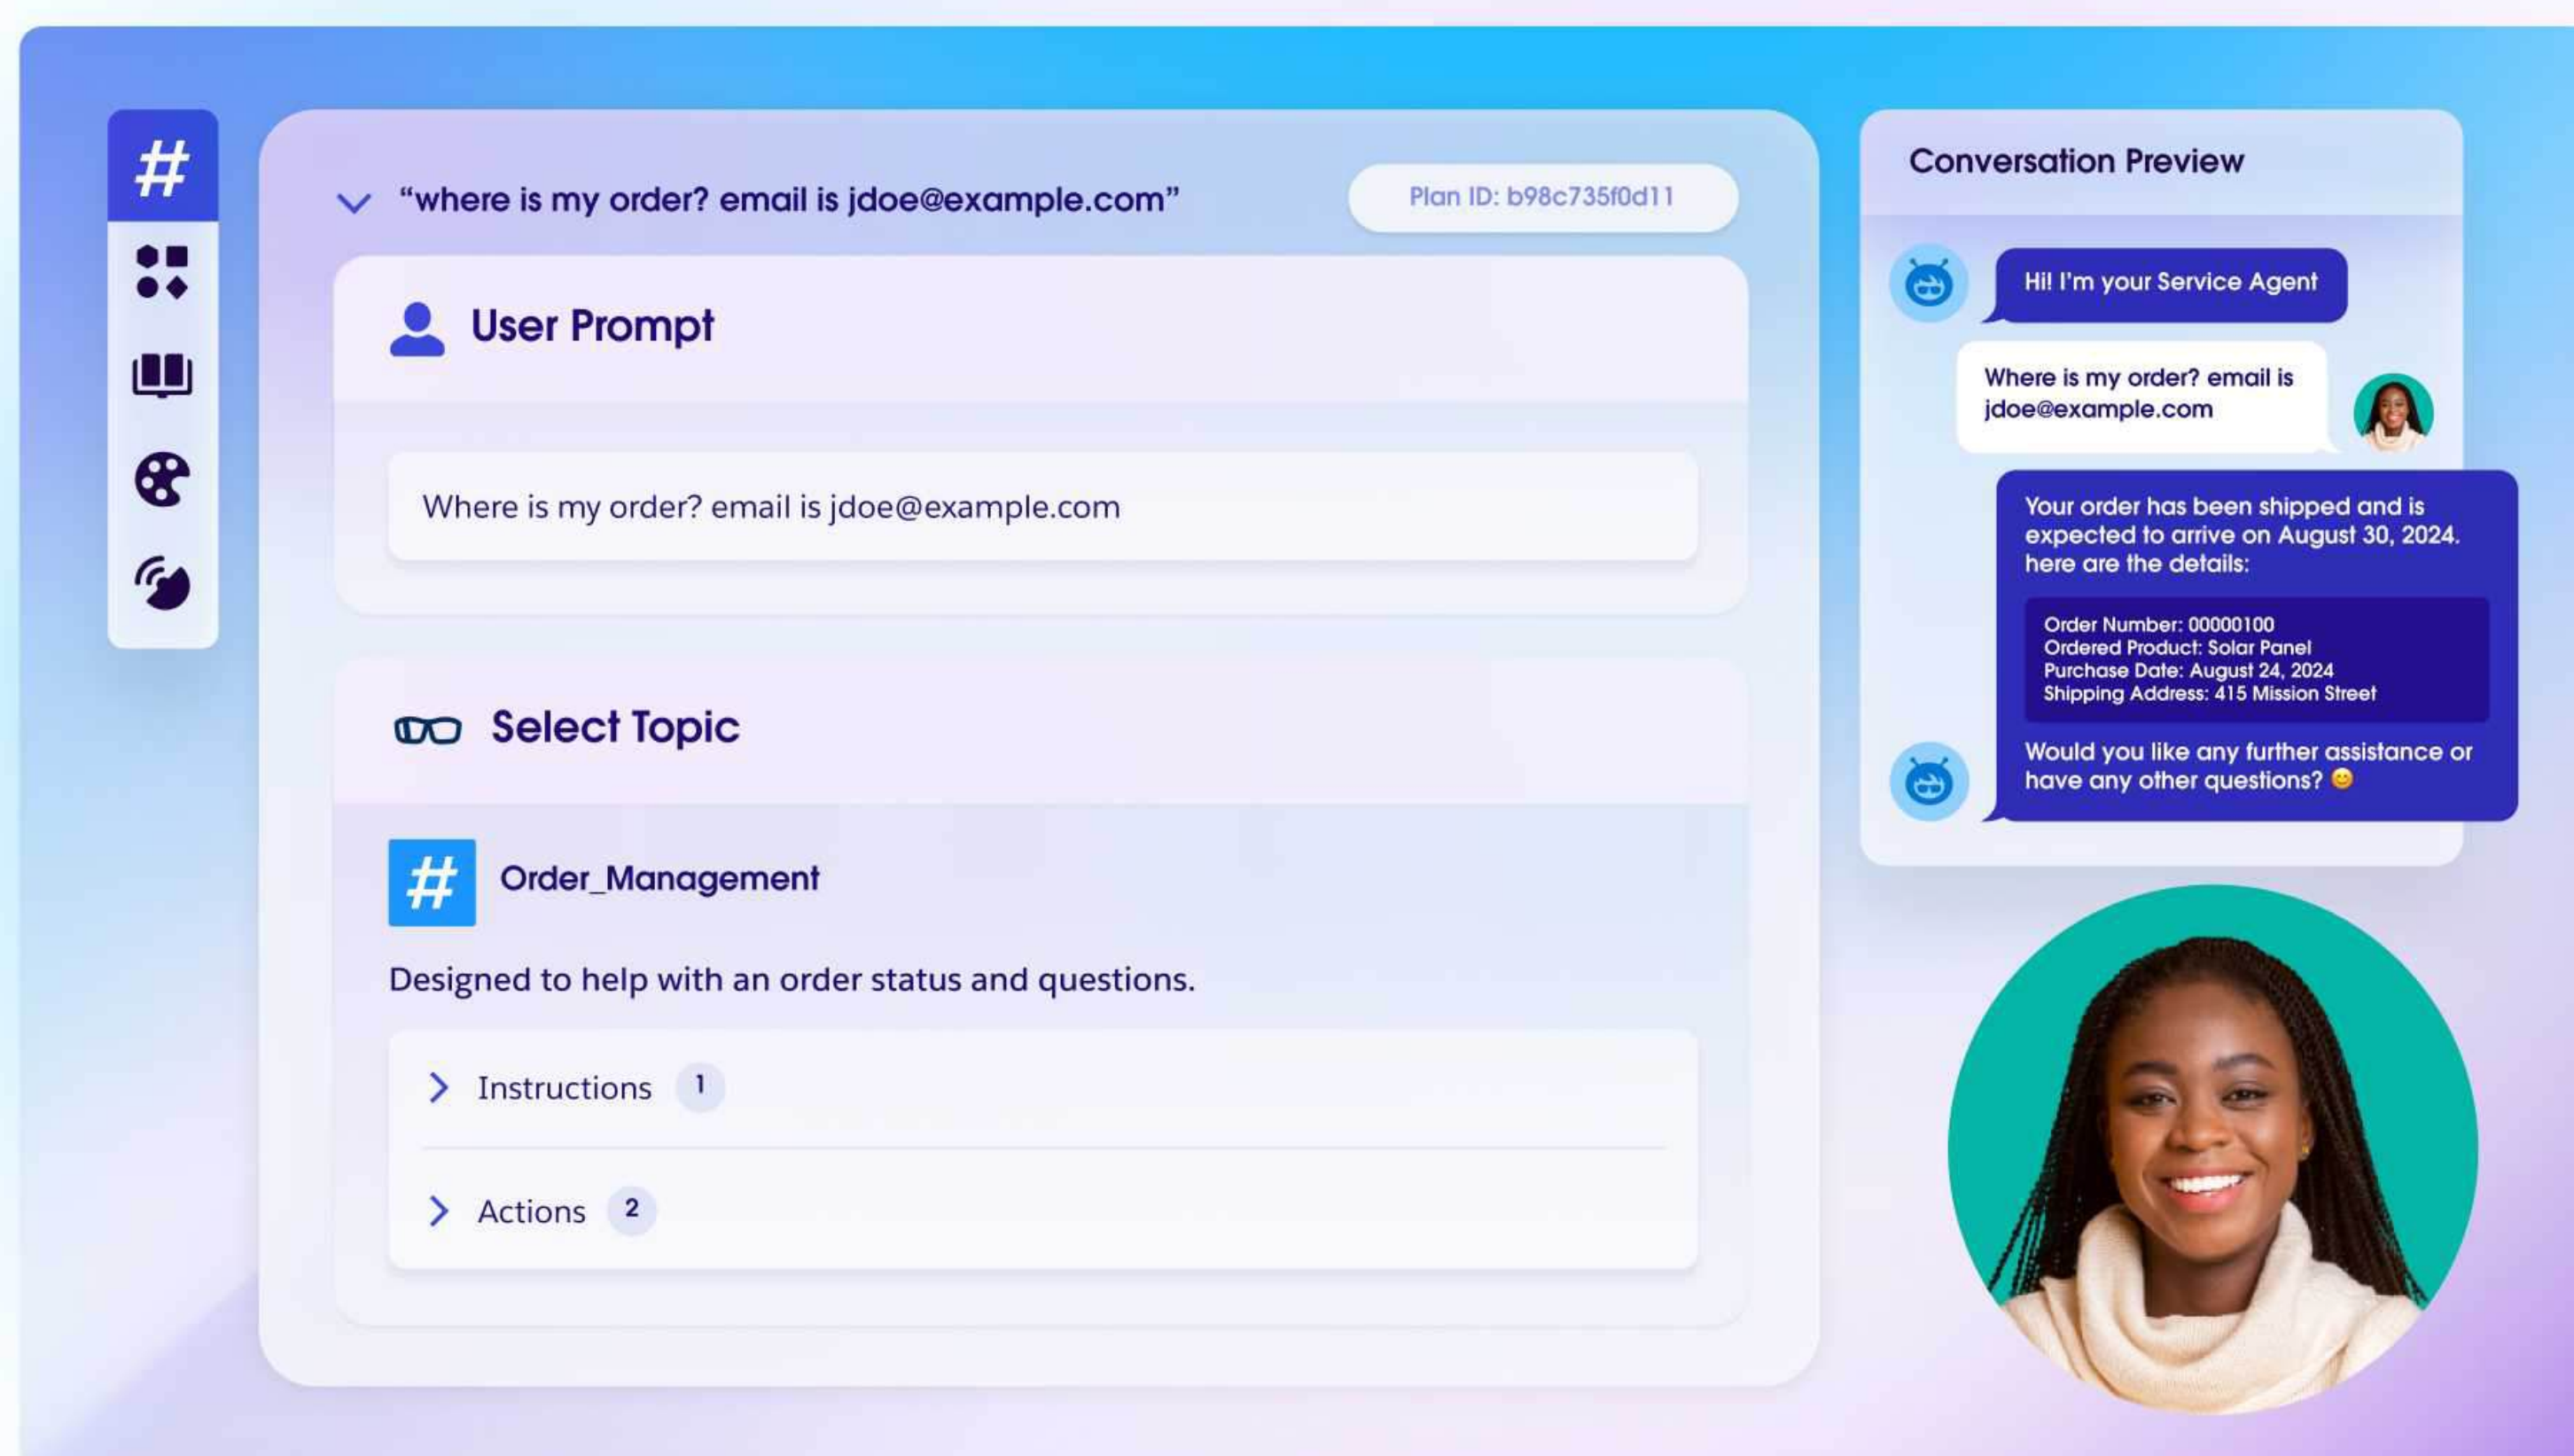 #
“where is my order? email is jdoe@example.com”
Plan ID: b98c735f0d11
User Prompt
Where is my order? email is jdoe@example.com
Select Topic
# Order_Management
Designed to help with an order status and questions.
Instructions 1
Actions 2
Conversation Preview
Hi! I'm your Service Agent
Where is my order? email is
jdoe@example.com
Your order has been shipped and is
expected to arrive on August 30, 2024.
here are the details:
Order Number: 00000100
Ordered Product: Solar Panel
Purchase Date: August 24, 2024
Shipping Address: 415 Mission Street
Would you like any further assistance or
have any other questions? 😊